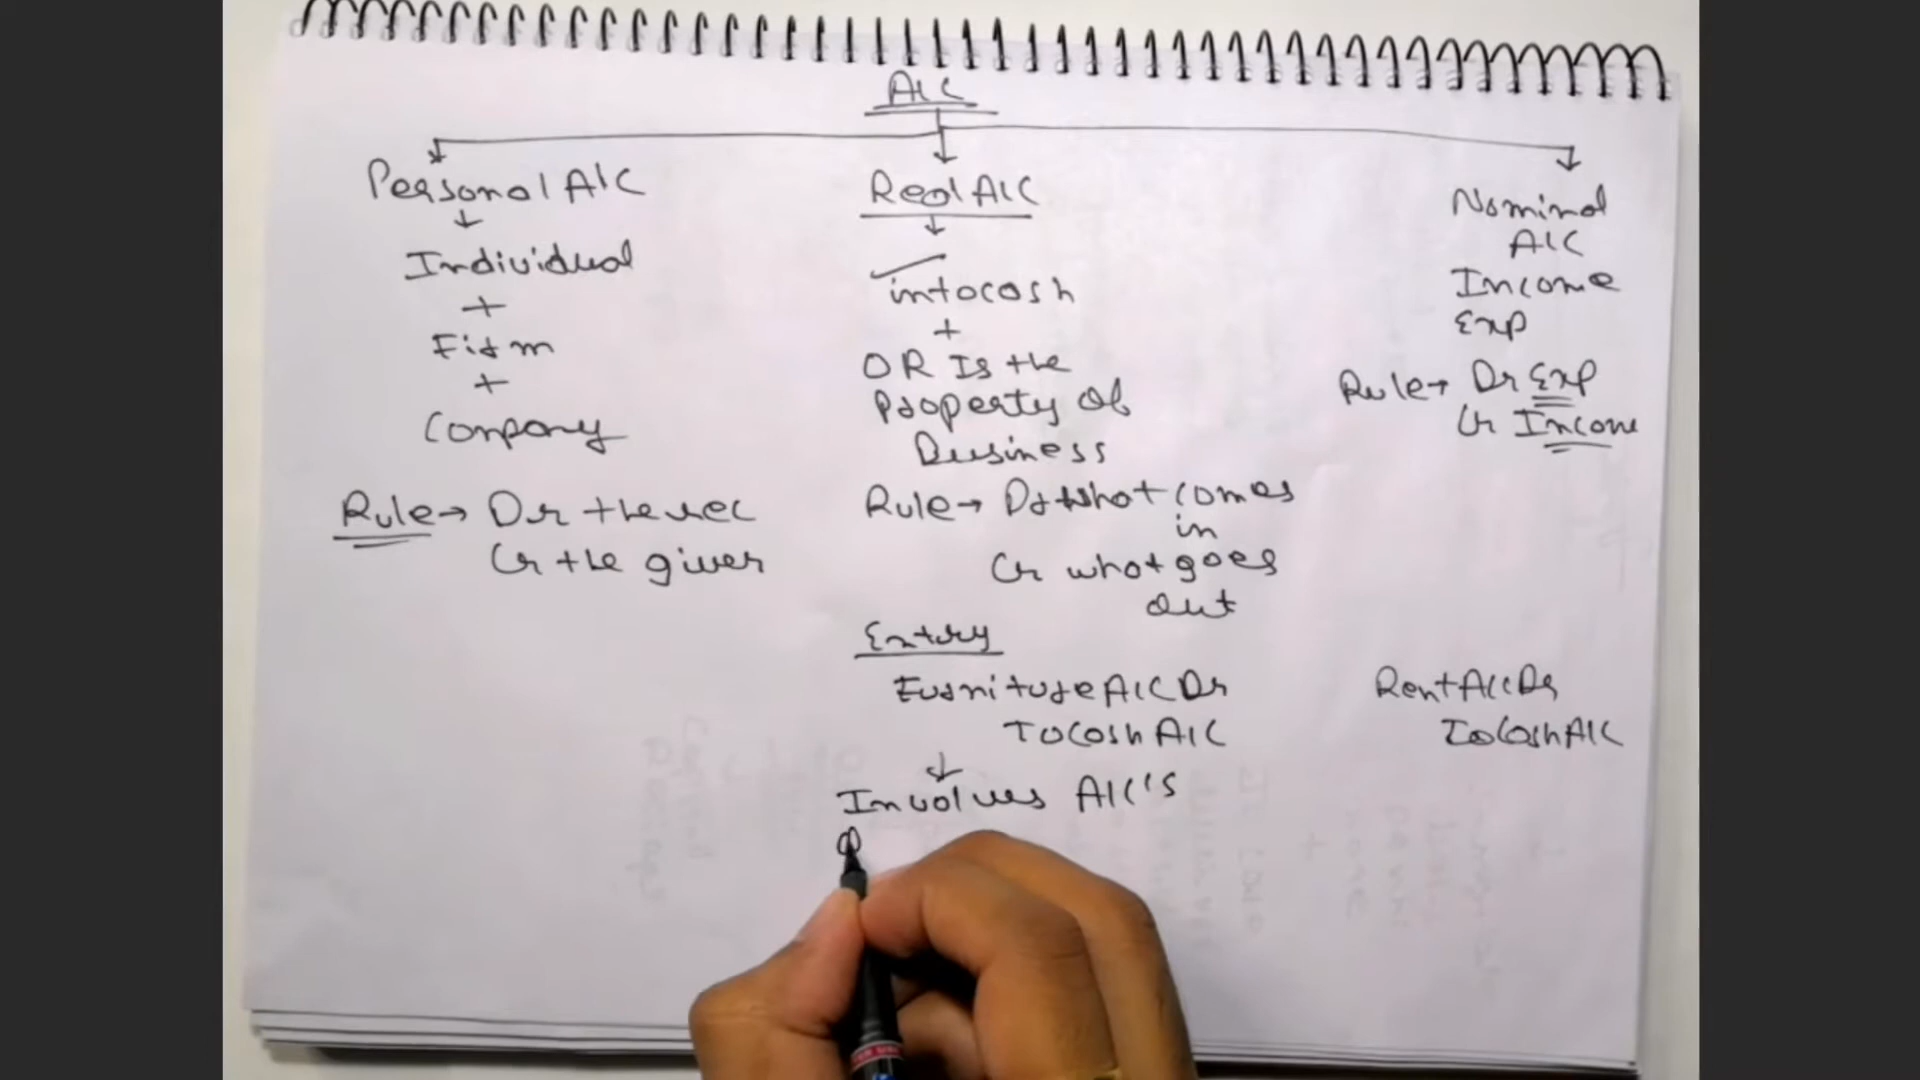 A/C
Personal A/C
Individual
+
Firm
+
Company
Rule → Dr the rec
Cr the giver
Real A/C
into cash
+
OR Is the
Property Of
Business
Rule → Dr what comes
in
Cr what goes
out
Entry
Furniture A/C Dr
To Cash A/C
Involves A/C's
Nominal
A/C
Income
Exp
Rule → Dr Exp
Cr Income
Rent A/C Dr
To Cash A/C